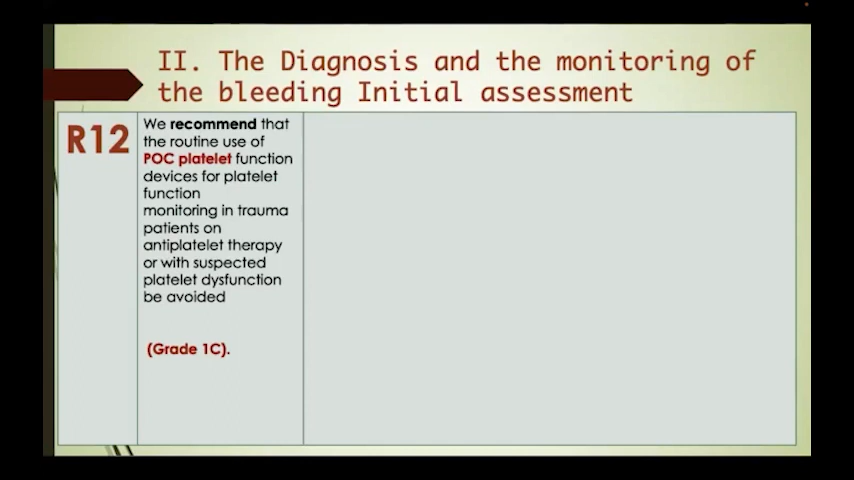 II. The Diagnosis and the monitoring of
the bleeding Initial assessment
R12
We recommend that
the routine use of
POC platelet function
devices for platelet
function
monitoring in trauma
patients on
antiplatelet therapy
or with suspected
platelet dysfunction
be avoided
(Grade 1C).